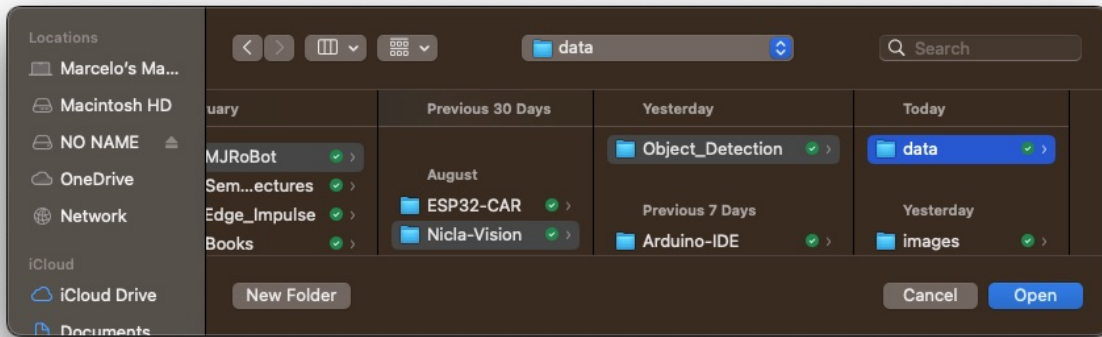 Locations
Marcelo's Ma...
Macintosh HD
NO NAME
OneDrive
Network
iCloud
iCloud Drive
Documents
data
Search
uary
MJRoBot
Sem...ectures
Edge_Impulse
Books
Previous 30 Days
August
ESP32-CAR
Nicla-Vision
Yesterday
Object_Detection
Previous 7 Days
Arduino-IDE
Today
data
Yesterday
images
New Folder
Cancel
Open